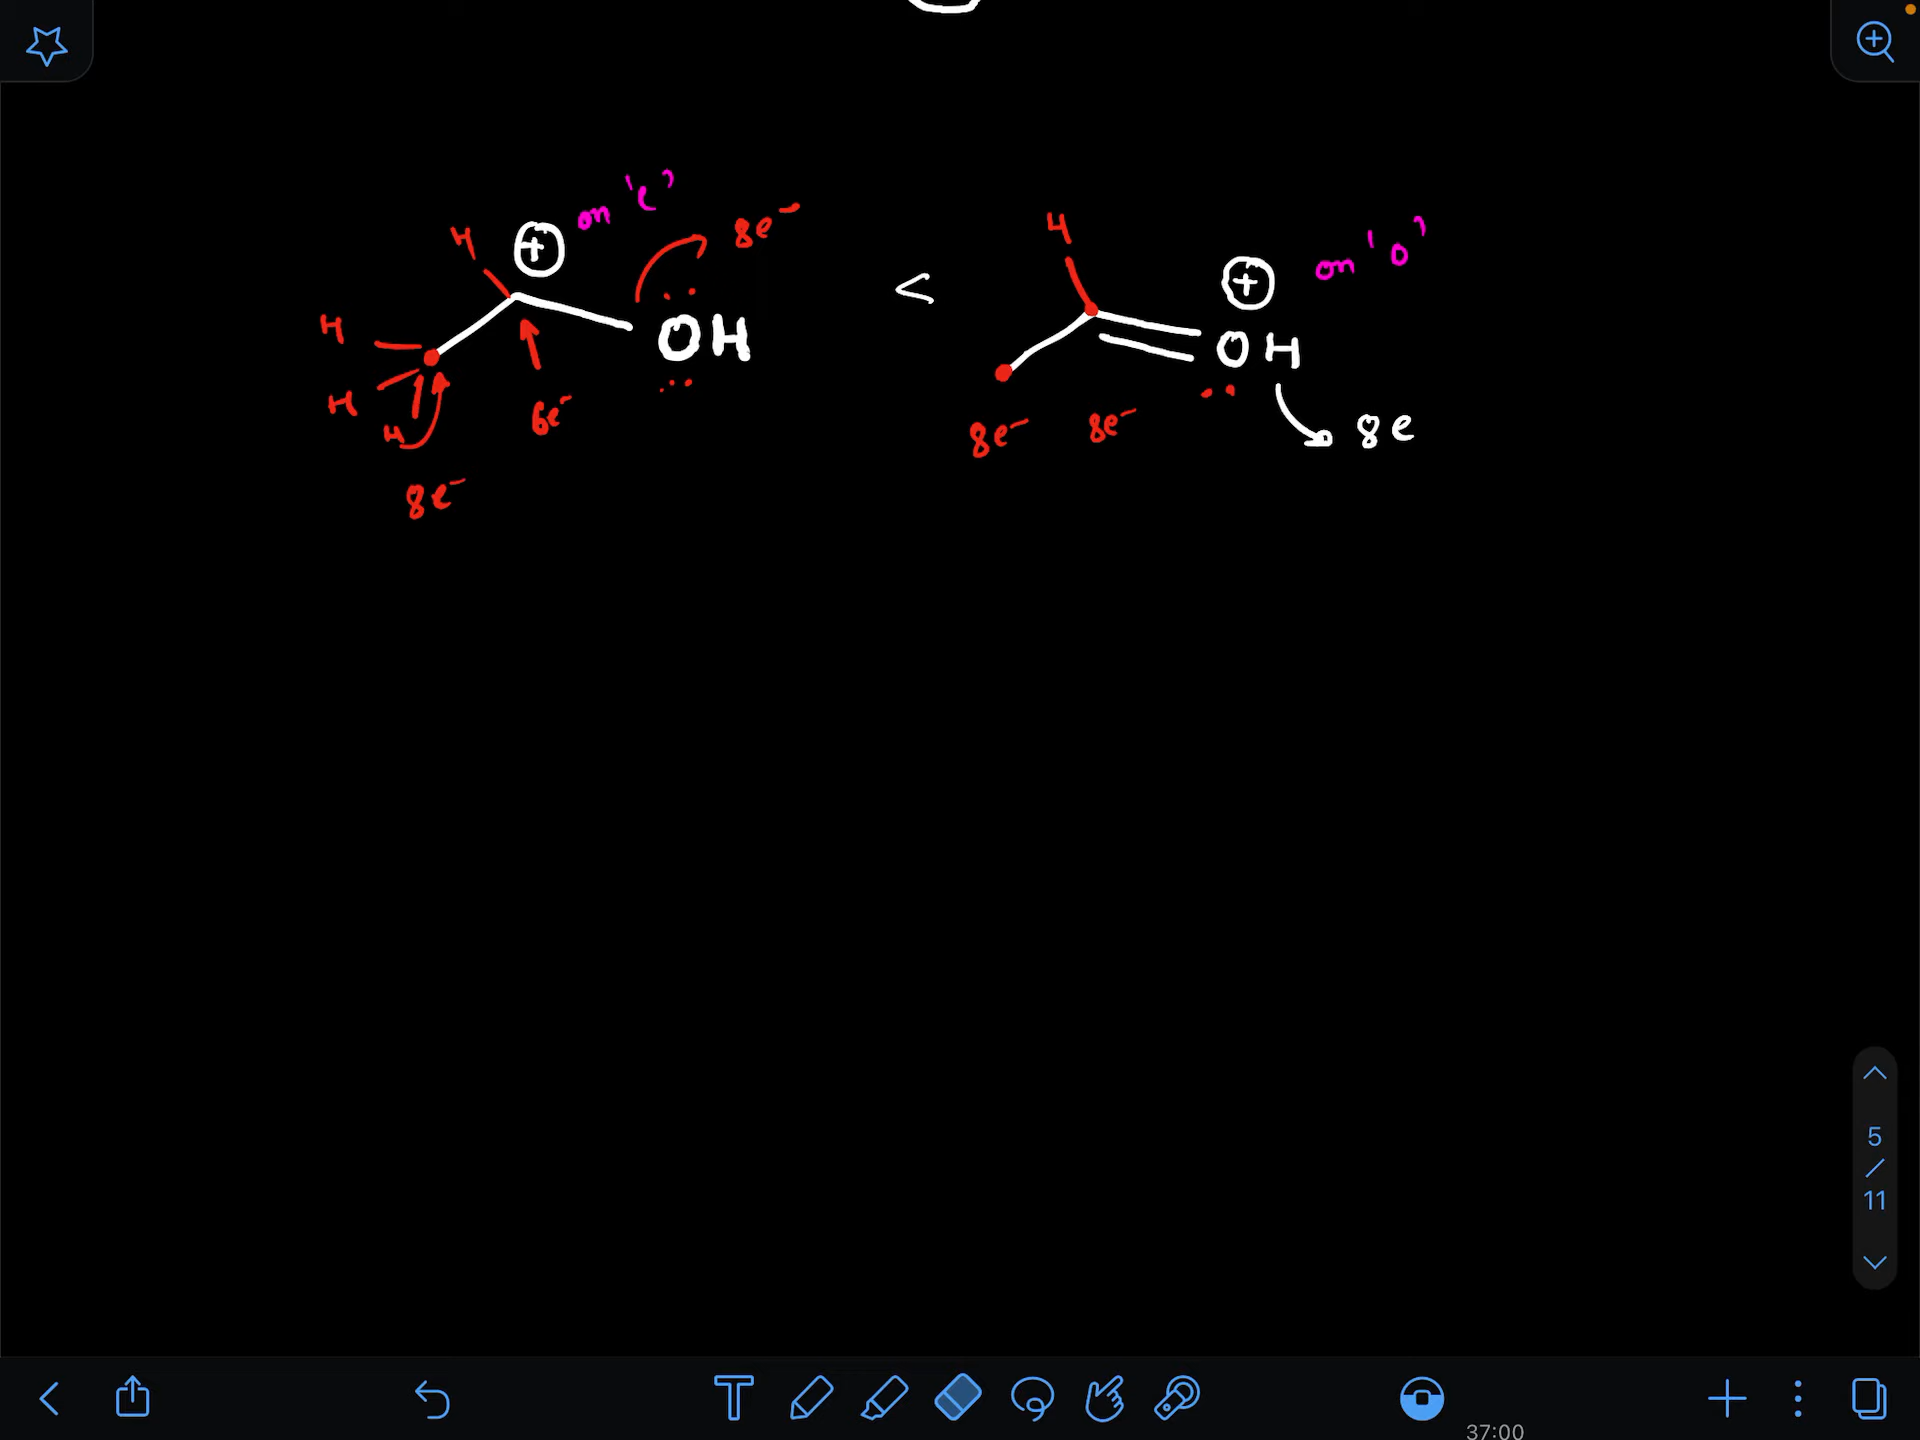 H ⊕ on 'c' 8e⁻
H OH
H
H 6e⁻
8e⁻
<
H ⊕ on 'o'
OH
8e⁻ 8e⁻ 8e
5
/
11
T
37:00